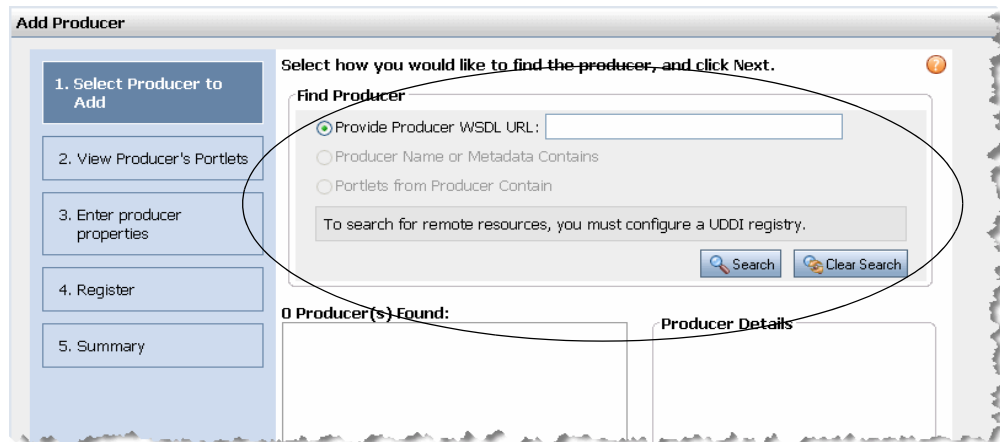 Add Producer
1. Select Producer to
Add
2. View Producer's Portlets
3. Enter producer
properties
4. Register
5. Summary
Select how you would like to find the producer, and click Next.
Find Producer
Provide Producer WSDL URL:
Producer Name or Metadata Contains
Portlets from Producer Contain
To search for remote resources, you must configure a UDDI registry.
Search
Clear Search
0 Producer(s) Found:
Producer Details
?